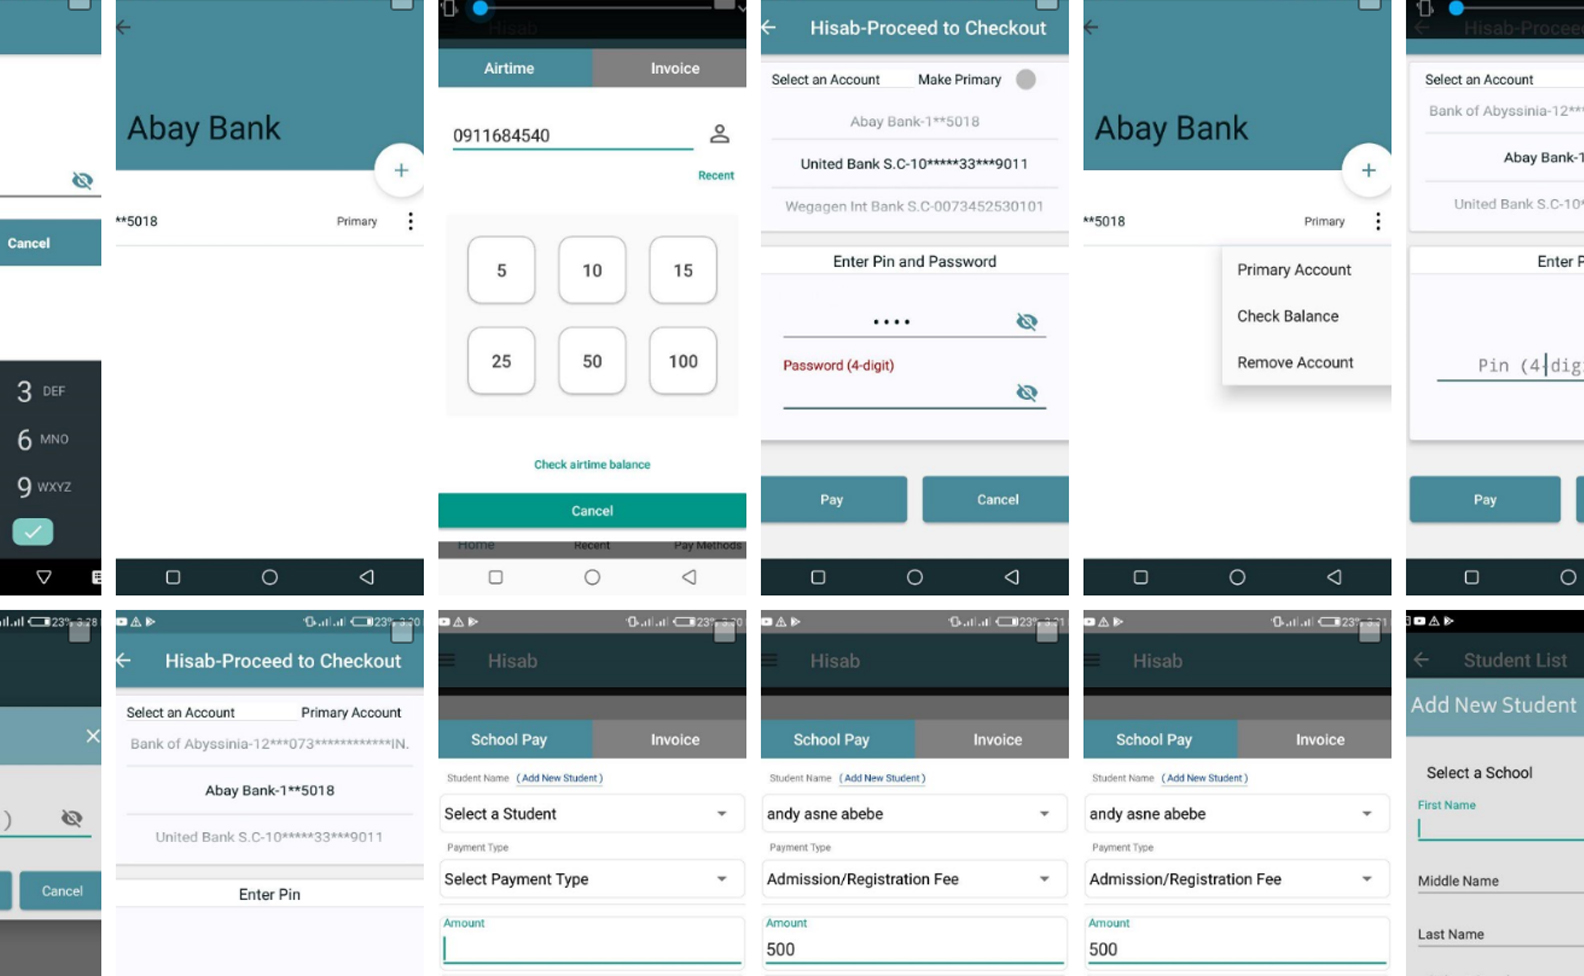 Cancel
3 DEF
6 MNO
9 WXYZ
Abay Bank
**5018 Primary
Hisab
Airtime Invoice
0911684540
Recent
5 10 15
25 50 100
Check airtime balance
Cancel
Home Recent Pay Methods
Hisab-Proceed to Checkout
Select an Account Make Primary
Abay Bank-1**5018
United Bank S.C-10*****33***9011
Wegagen Int Bank S.C-0073452530101
Enter Pin and Password
Password (4-digit)
Pay Cancel
Abay Bank
**5018 Primary
Primary Account
Check Balance
Remove Account
Hisab-Proceed
Select an Account
Bank of Abyssinia-12**
Abay Bank-1
United Bank S.C-10*
Enter P
Pin (4-dig
Pay
23% 3:28
)
Cancel
23% 3:20
Hisab-Proceed to Checkout
Select an Account Primary Account
Bank of Abyssinia-12***073************IN.
Abay Bank-1**5018
United Bank S.C-10*****33***9011
Enter Pin
23% 3:20
Hisab
School Pay Invoice
Student Name (Add New Student)
Select a Student
Payment Type
Select Payment Type
Amount
23% 3:21
Hisab
School Pay Invoice
Student Name (Add New Student)
andy asne abebe
Payment Type
Admission/Registration Fee
Amount
500
23% 3:21
Hisab
School Pay Invoice
Student Name (Add New Student)
andy asne abebe
Payment Type
Admission/Registration Fee
Amount
500
Student List
Add New Student
Select a School
First Name
Middle Name
Last Name